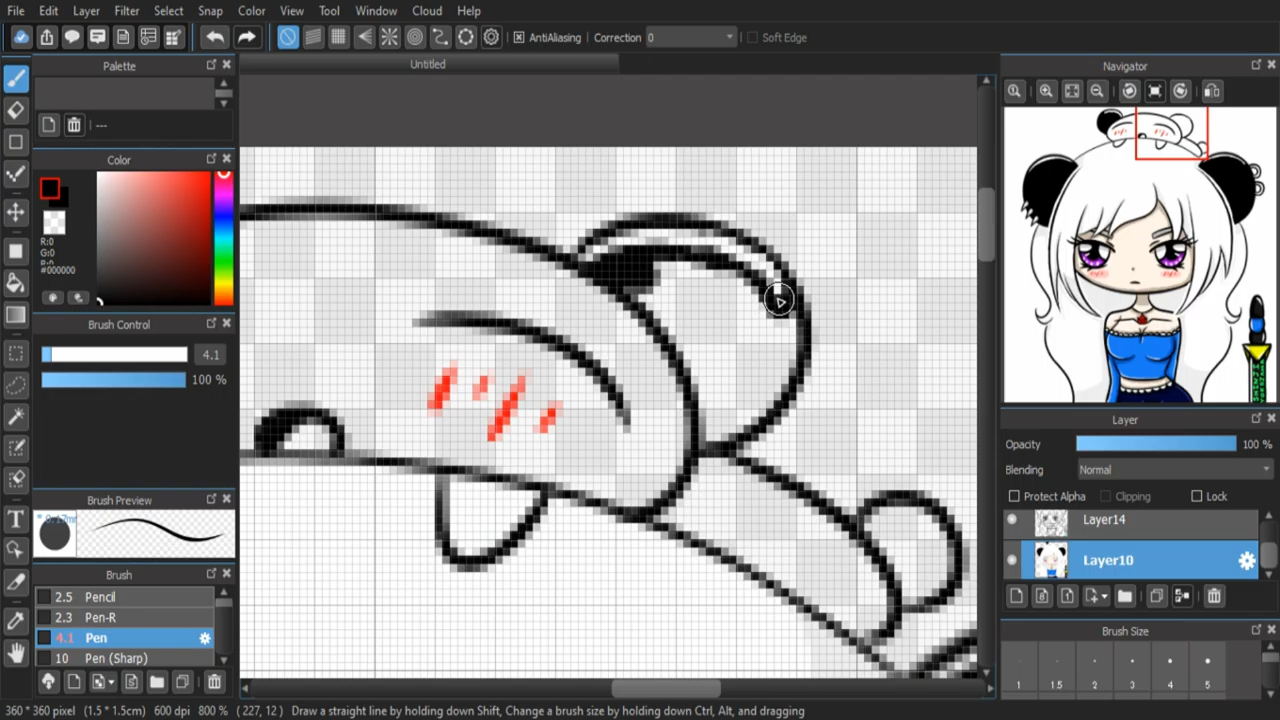 File Edit Layer Filter Select Snap Color View Tool Window Cloud Help
AntiAliasing Correction 0 Soft Edge
Palette
Untitled
Navigator
---
Color
R:0
G:0
B:0
#000000
Brush Control
4.1
100 %
Layer
Opacity 100 %
Blending Normal
Protect Alpha Clipping Lock
Layer14
Layer10
Brush Preview
Brush
2.5 Pencil
2.3 Pen-R
4.1 Pen
10 Pen (Sharp)
Brush Size
1 1.5 2 3 4 5
360 * 360 pixel (1.5 * 1.5cm) 600 dpi 800 % ( 227, 12 ) Draw a straight line by holding down Shift, Change a brush size by holding down Ctrl, Alt, and dragging